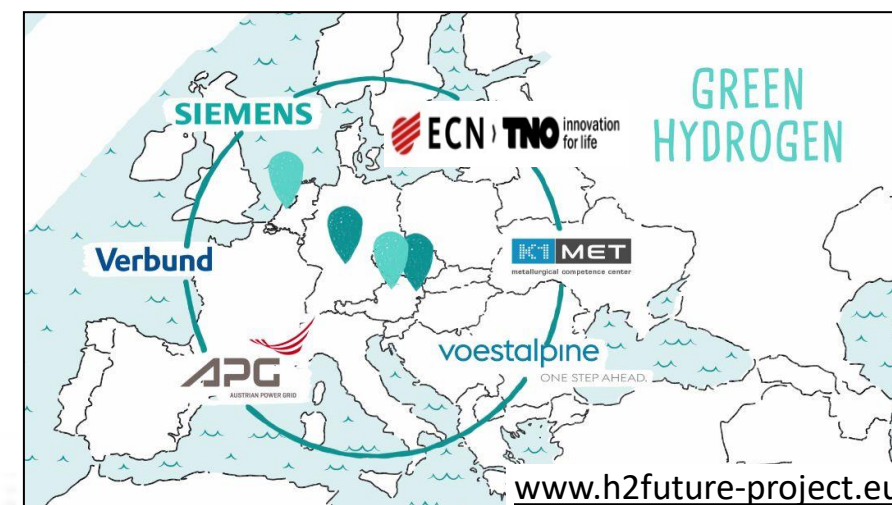 GREEN
HYDROGEN
SIEMENS
ECN › TNO innovation
for life
Verbund
K1 MET
metallurgical competence center
APG
AUSTRIAN POWER GRID
voestalpine
ONE STEP AHEAD.
www.h2future-project.eu